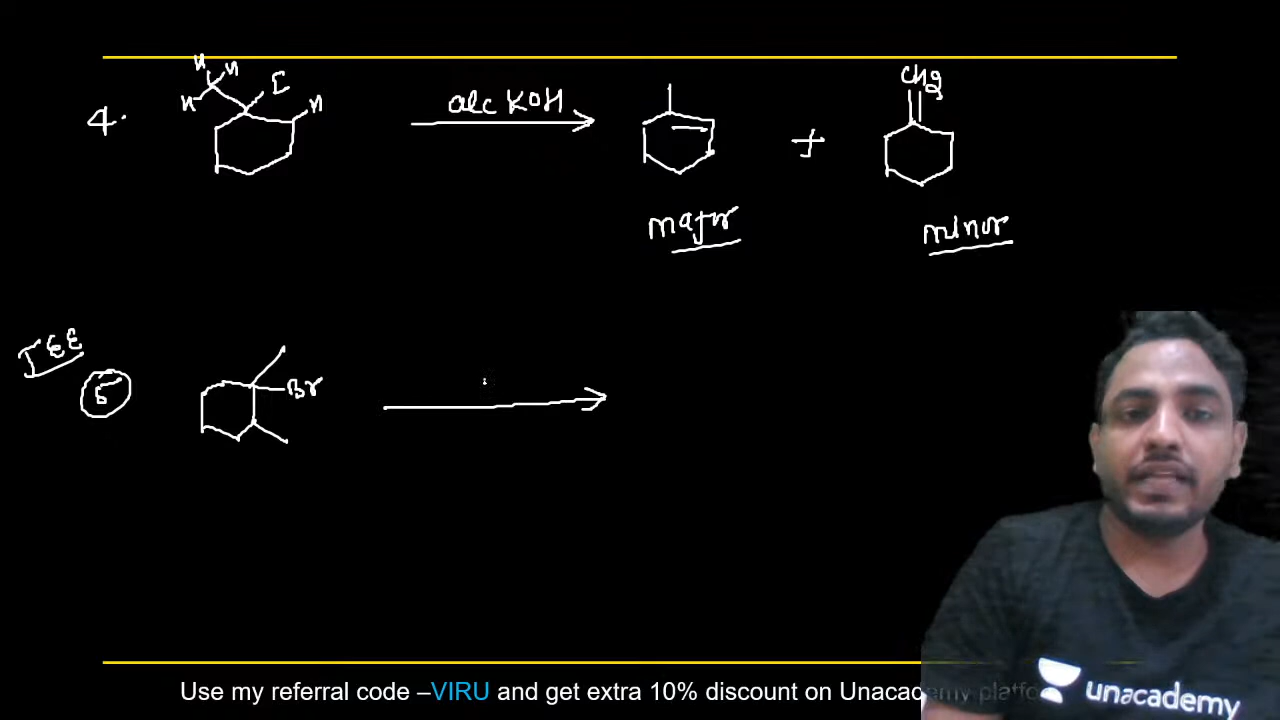 H H
H I H
4. alc KOH + CH2
major minor
JEE
5 Br
Use my referral code –VIRU and get extra 10% discount on Unacademy platfo
unacademy